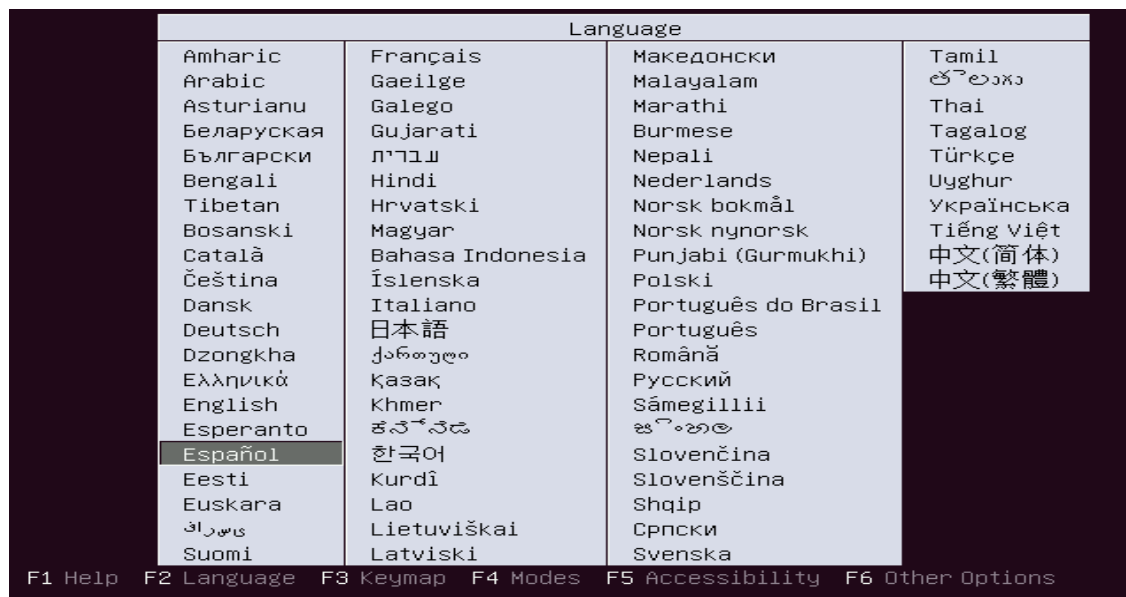 Language
Amharic
Arabic
Asturianu
Беларуская
Български
Bengali
Tibetan
Bosanski
Català
Čeština
Dansk
Deutsch
Dzongkha
Ελληνικά
English
Esperanto
Español
Eesti
Euskara
ﻰﺳﺭﺎﻓ
Suomi
Français
Gaeilge
Galego
Gujarati
עברית
Hindi
Hrvatski
Magyar
Bahasa Indonesia
Íslenska
Italiano
日本語
ქართული
Қазақ
Khmer
한국어
Kurdî
Lao
Lietuviškai
Latviski
Македонски
Malayalam
Marathi
Burmese
Nepali
Nederlands
Norsk bokmål
Norsk nynorsk
Punjabi (Gurmukhi)
Polski
Português do Brasil
Português
Română
Русский
Sámegillii
Slovenčina
Slovenščina
Shqip
Српски
Svenska
Tamil
Thai
Tagalog
Türkçe
Uyghur
Українська
Tiếng Việt
中文(简体)
中文(繁體)
F1 Help F2 Language F3 Keymap F4 Modes F5 Accessibility F6 Other Options